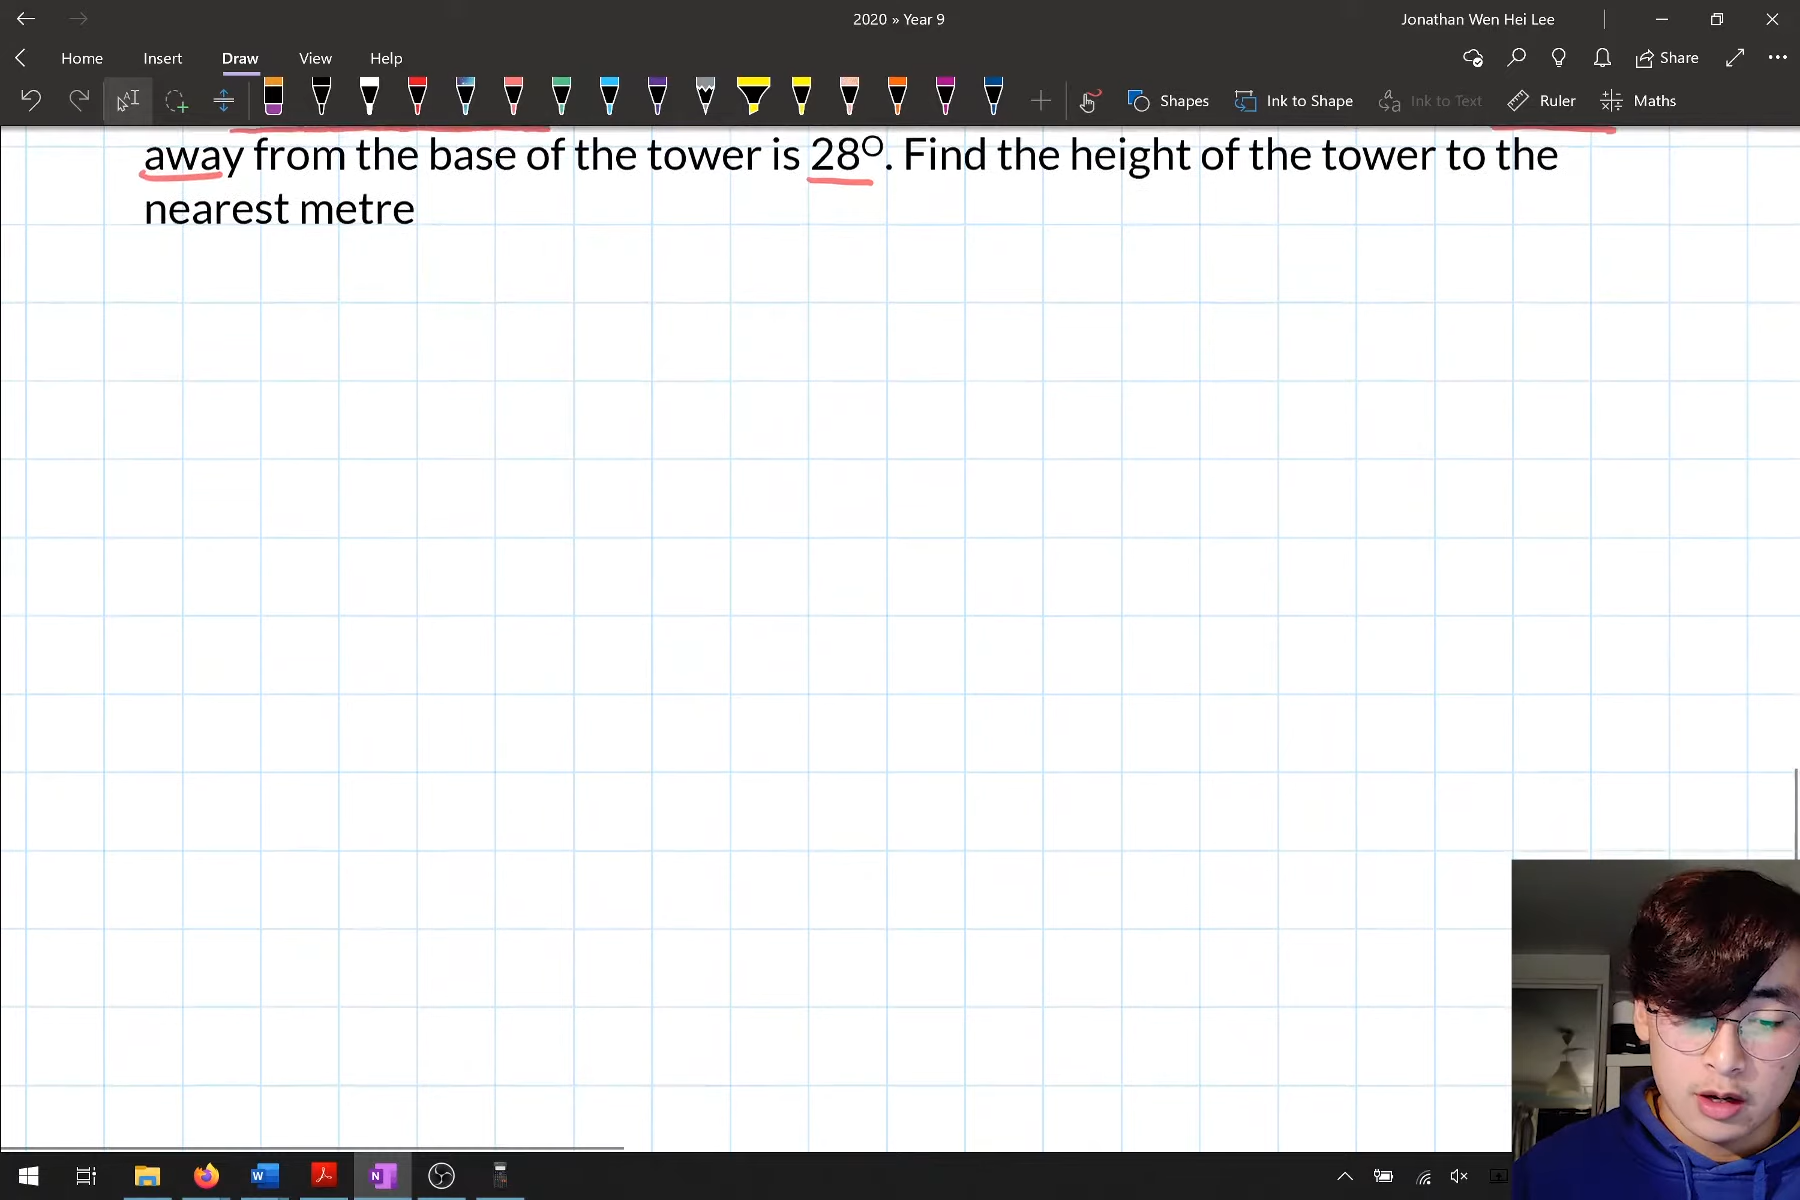 2020 » Year 9
Jonathan Wen Hei Lee
Home Insert Draw View Help
Share
Shapes Ink to Shape Ink to Text Ruler Maths
away from the base of the tower is 28°. Find the height of the tower to the
nearest metre